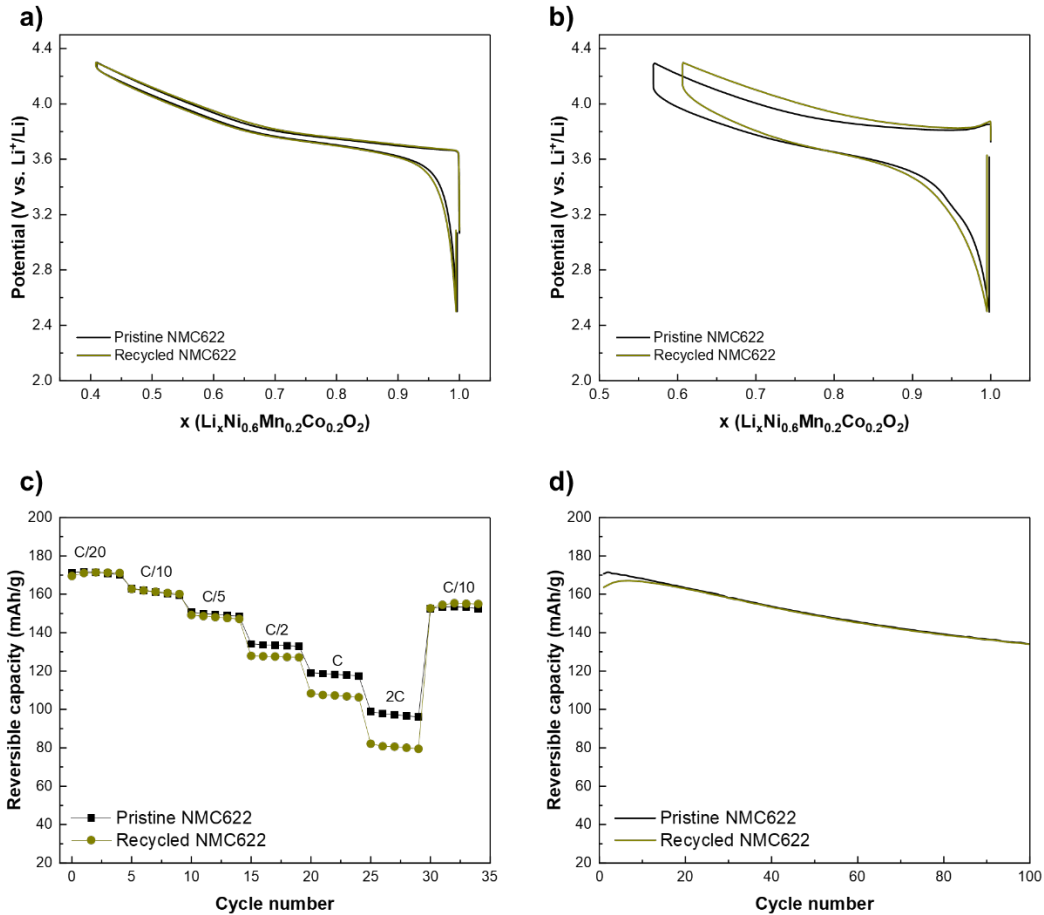 a)
4.4
4.0
3.6
3.2
2.8
2.4
2.0
Potential (V vs. Li⁺/Li)
Pristine NMC622
Recycled NMC622
0.4 0.5 0.6 0.7 0.8 0.9 1.0
x (LiₓNi₀.₆Mn₀.₂Co₀.₂O₂)
b)
4.4
4.0
3.6
3.2
2.8
2.4
2.0
Potential (V vs. Li⁺/Li)
Pristine NMC622
Recycled NMC622
0.5 0.6 0.7 0.8 0.9 1.0
x (LiₓNi₀.₆Mn₀.₂Co₀.₂O₂)
c)
200
180
160
140
120
100
80
60
40
20
Reversible capacity (mAh/g)
C/20
C/10
C/5
C/2
C
2C
C/10
Pristine NMC622
Recycled NMC622
0 5 10 15 20 25 30 35
Cycle number
d)
200
180
160
140
120
100
80
60
40
20
Reversible capacity (mAh/g)
Pristine NMC622
Recycled NMC622
0 20 40 60 80 100
Cycle number